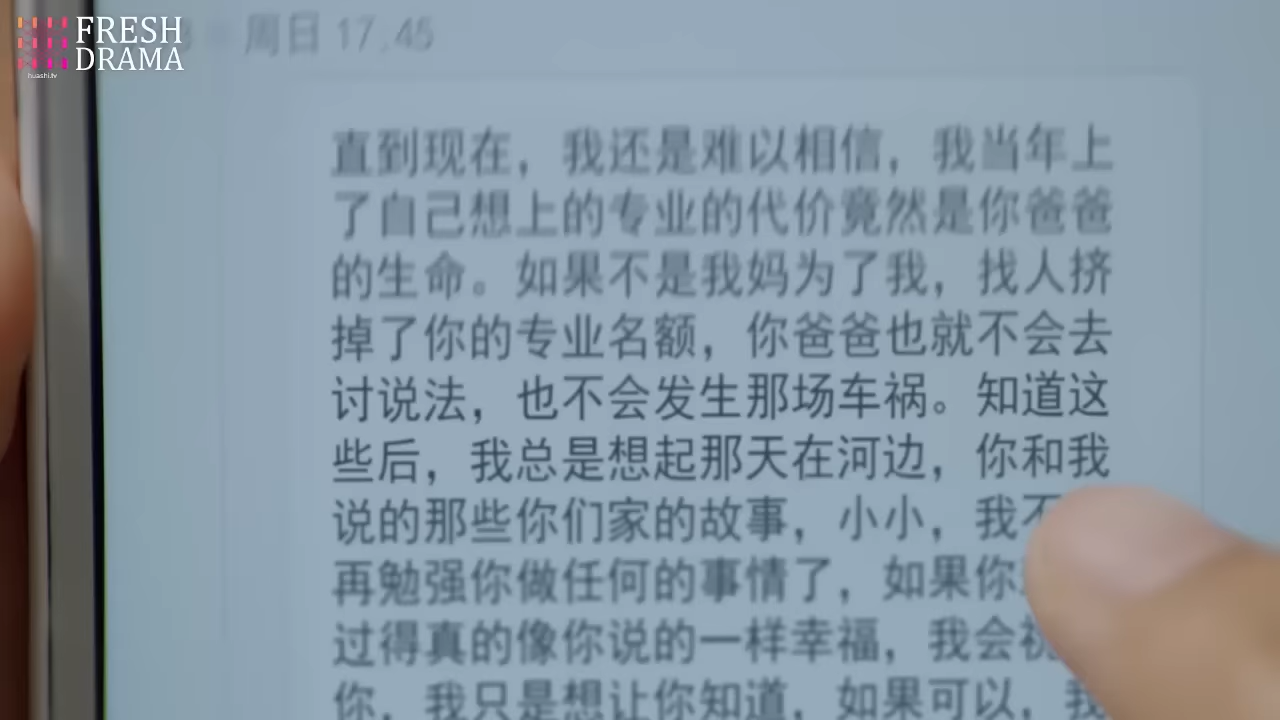 FRESH
DRAMA
huashi.tv
周日 17:45
直到现在，我还是难以相信，我当年上
了自己想上的专业的代价竟然是你爸爸
的生命。如果不是我妈为了我，找人挤
掉了你的专业名额，你爸爸也就不会去
讨说法，也不会发生那场车祸。知道这
些后，我总是想起那天在河边，你和我
说的那些你们家的故事，小小，我不
再勉强你做任何的事情了，如果你
过得真的像你说的一样幸福，我会祝
你，我只是想让你知道，如果可以，我